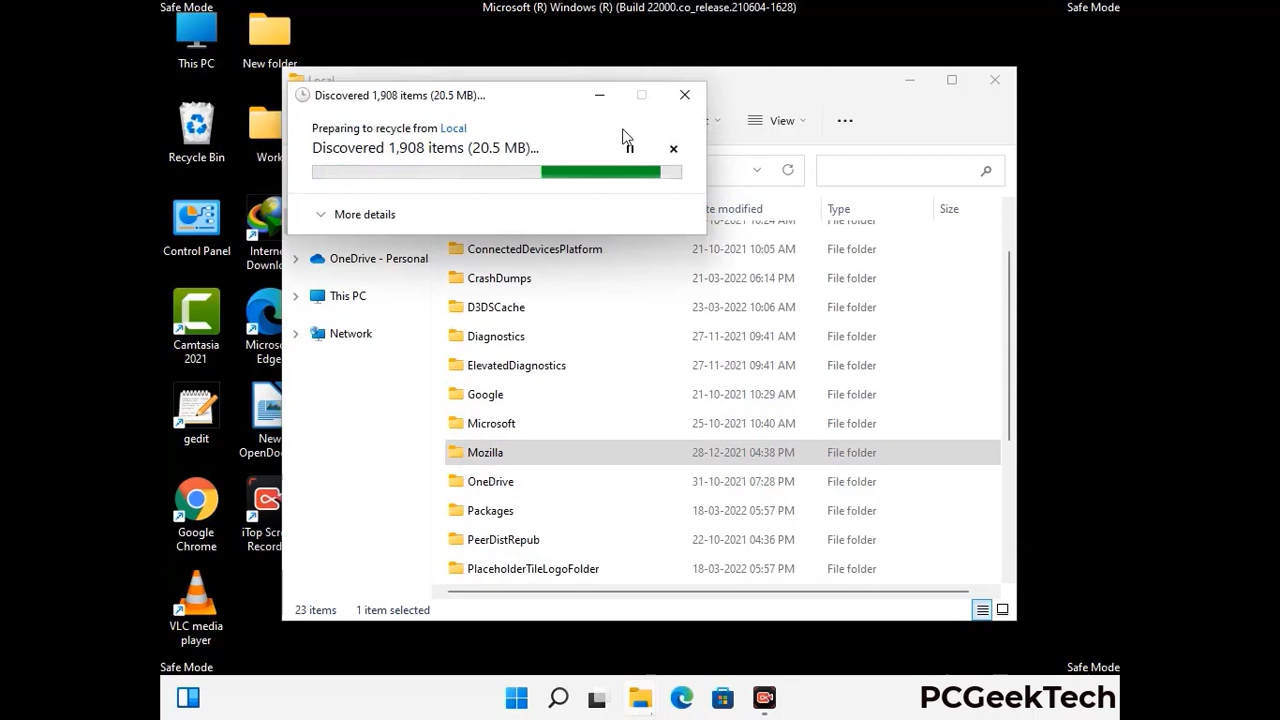 Safe Mode
Microsoft (R) Windows (R) (Build 22000.co_release.210604-1628)
Safe Mode
This PC
New folder
Recycle Bin
Work
Control Panel
Camtasia
2021
gedit
New
Google
Chrome
VLC media
player
Local
Discovered 1,908 items (20.5 MB)...
Preparing to recycle from Local
Discovered 1,908 items (20.5 MB)...
More details
View
Type
Size
OneDrive - Personal
This PC
Network
File folder
ConnectedDevicesPlatform 21-10-2021 10:05 AM File folder
CrashDumps 21-03-2022 06:14 PM File folder
D3DSCache 23-03-2022 10:06 AM File folder
Diagnostics 27-11-2021 09:41 AM File folder
ElevatedDiagnostics 27-11-2021 09:41 AM File folder
Google 21-10-2021 10:29 AM File folder
Microsoft 25-10-2021 10:40 AM File folder
Mozilla 28-12-2021 04:38 PM File folder
OneDrive 31-10-2021 07:28 PM File folder
Packages 18-03-2022 05:57 PM File folder
PeerDistRepub 22-10-2021 04:36 PM File folder
PlaceholderTileLogoFolder 18-03-2022 05:57 PM File folder
23 items
1 item selected
Safe Mode
Safe Mode
PCGeekTech